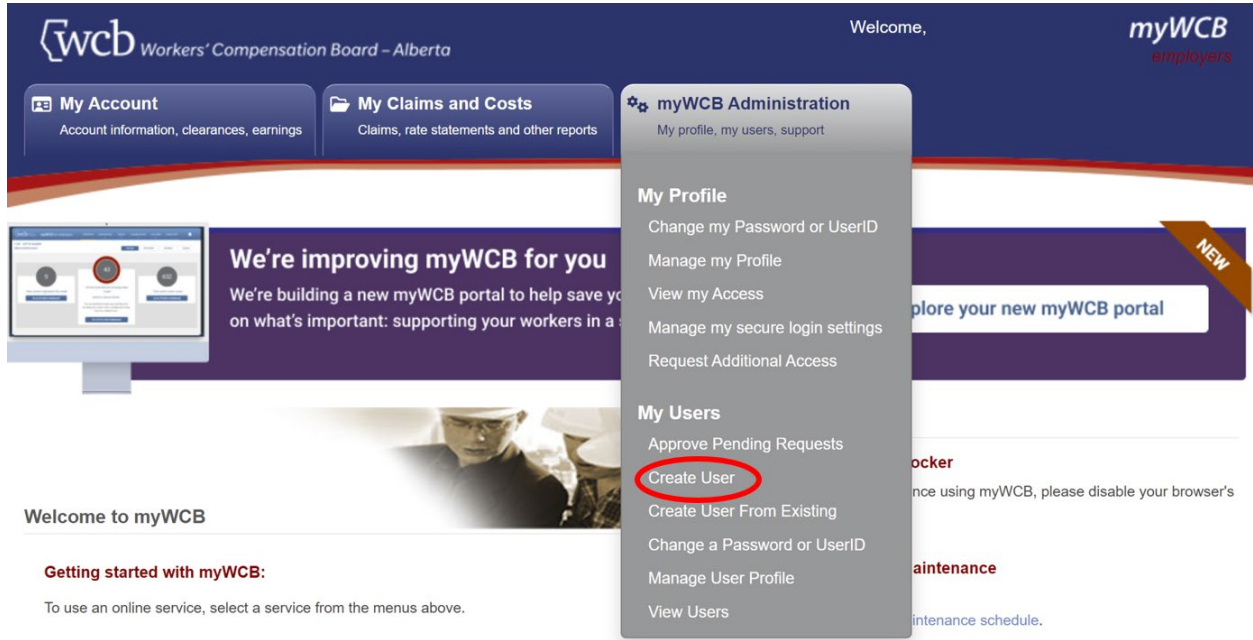 wcb Workers' Compensation Board – Alberta
Welcome,
myWCB
employers
My Account
Account information, clearances, earnings
My Claims and Costs
Claims, rate statements and other reports
myWCB Administration
My profile, my users, support
My Profile
Change my Password or UserID
Manage my Profile
View my Access
Manage my secure login settings
Request Additional Access
My Users
Approve Pending Requests
Create User
Create User From Existing
Change a Password or UserID
Manage User Profile
View Users
We're improving myWCB for you
We're building a new myWCB portal to help save
on what's important: supporting your workers in a
plore your new myWCB portal
NEW
Welcome to myWCB
Getting started with myWCB:
To use an online service, select a service from the menus above.
ocker
nce using myWCB, please disable your browser's
aintenance
intenance schedule.